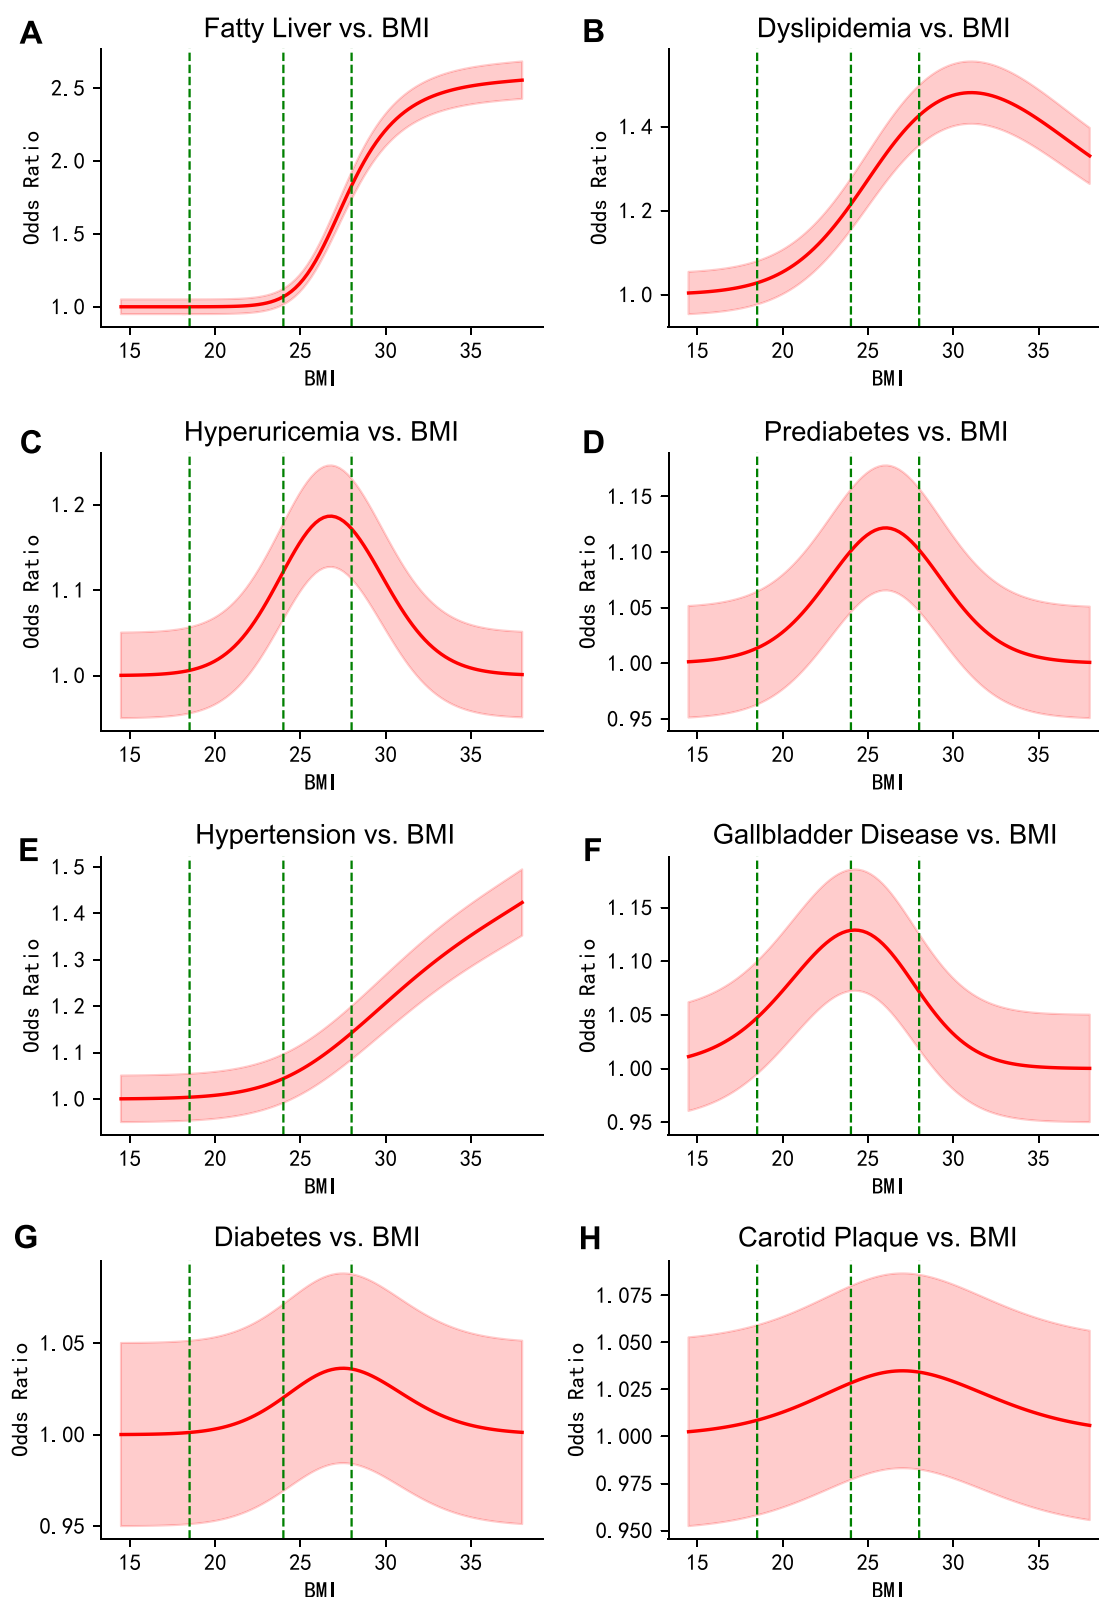 A
Fatty Liver vs. BMI
2.5
2.0
1.5
1.0
Odds Ratio
15 20 25 30 35
BMI
B
Dyslipidemia vs. BMI
1.4
1.2
1.0
Odds Ratio
15 20 25 30 35
BMI
C
Hyperuricemia vs. BMI
1.2
1.1
1.0
Odds Ratio
15 20 25 30 35
BMI
D
Prediabetes vs. BMI
1.15
1.10
1.05
1.00
0.95
Odds Ratio
15 20 25 30 35
BMI
E
Hypertension vs. BMI
1.5
1.4
1.3
1.2
1.1
1.0
Odds Ratio
15 20 25 30 35
BMI
F
Gallbladder Disease vs. BMI
1.15
1.10
1.05
1.00
0.95
Odds Ratio
15 20 25 30 35
BMI
G
Diabetes vs. BMI
1.05
1.00
0.95
Odds Ratio
15 20 25 30 35
BMI
H
Carotid Plaque vs. BMI
1.075
1.050
1.025
1.000
0.975
0.950
Odds Ratio
15 20 25 30 35
BMI